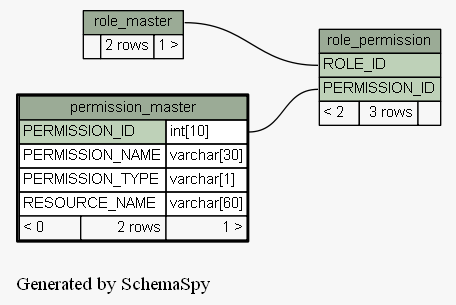 role_master
2 rows 1 >
role_permission
ROLE_ID
PERMISSION_ID
< 2 3 rows
permission_master
PERMISSION_ID int[10]
PERMISSION_NAME varchar[30]
PERMISSION_TYPE varchar[1]
RESOURCE_NAME varchar[60]
< 0 2 rows 1 >
Generated by SchemaSpy